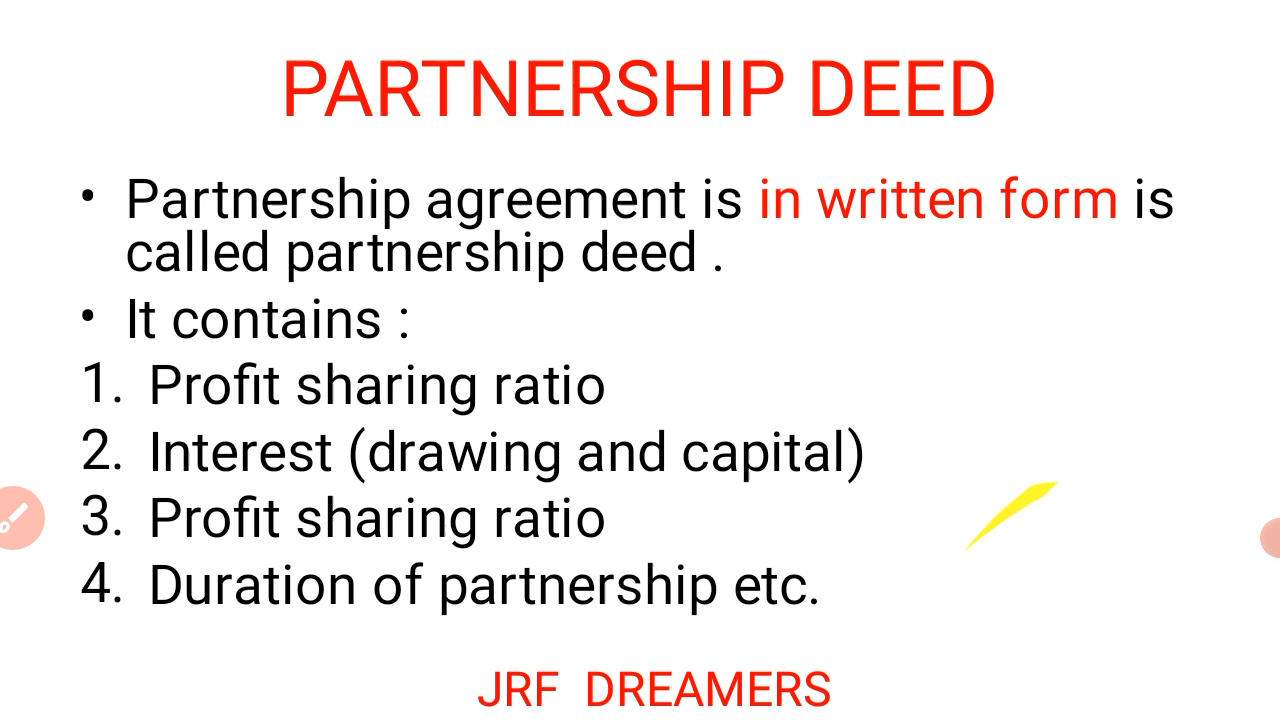 PARTNERSHIP DEED
• Partnership agreement is in written form is
called partnership deed .
• It contains :
1. Profit sharing ratio
2. Interest (drawing and capital)
3. Profit sharing ratio
4. Duration of partnership etc.
JRF DREAMERS